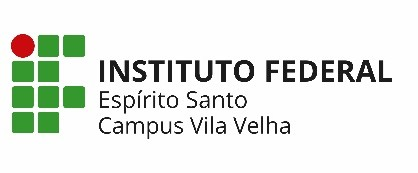 INSTITUTO FEDERAL
Espírito Santo
Campus Vila Velha